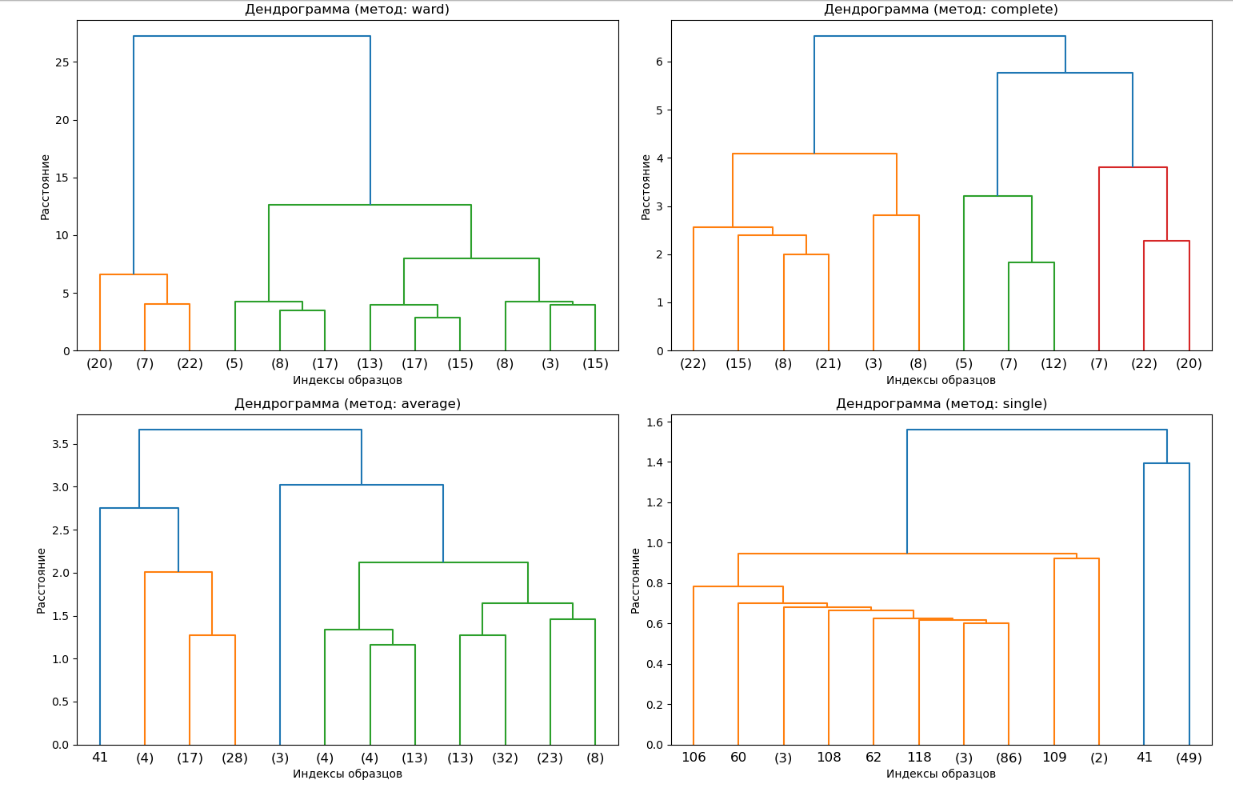 Дендрограмма (метод: ward)
25
20
15
10
5
0
Расстояние
(20) (7) (22) (5) (8) (17) (13) (17) (15) (8) (3) (15)
Индексы образцов
Дендрограмма (метод: complete)
6
5
4
3
2
1
0
Расстояние
(22) (15) (8) (21) (3) (8) (5) (7) (12) (7) (22) (20)
Индексы образцов
Дендрограмма (метод: average)
3.5
3.0
2.5
2.0
1.5
1.0
0.5
0.0
Расстояние
41 (4) (17) (28) (3) (4) (4) (13) (13) (32) (23) (8)
Индексы образцов
Дендрограмма (метод: single)
1.6
1.4
1.2
1.0
0.8
0.6
0.4
0.2
0.0
Расстояние
106 60 (3) 108 62 118 (3) (86) 109 (2) 41 (49)
Индексы образцов